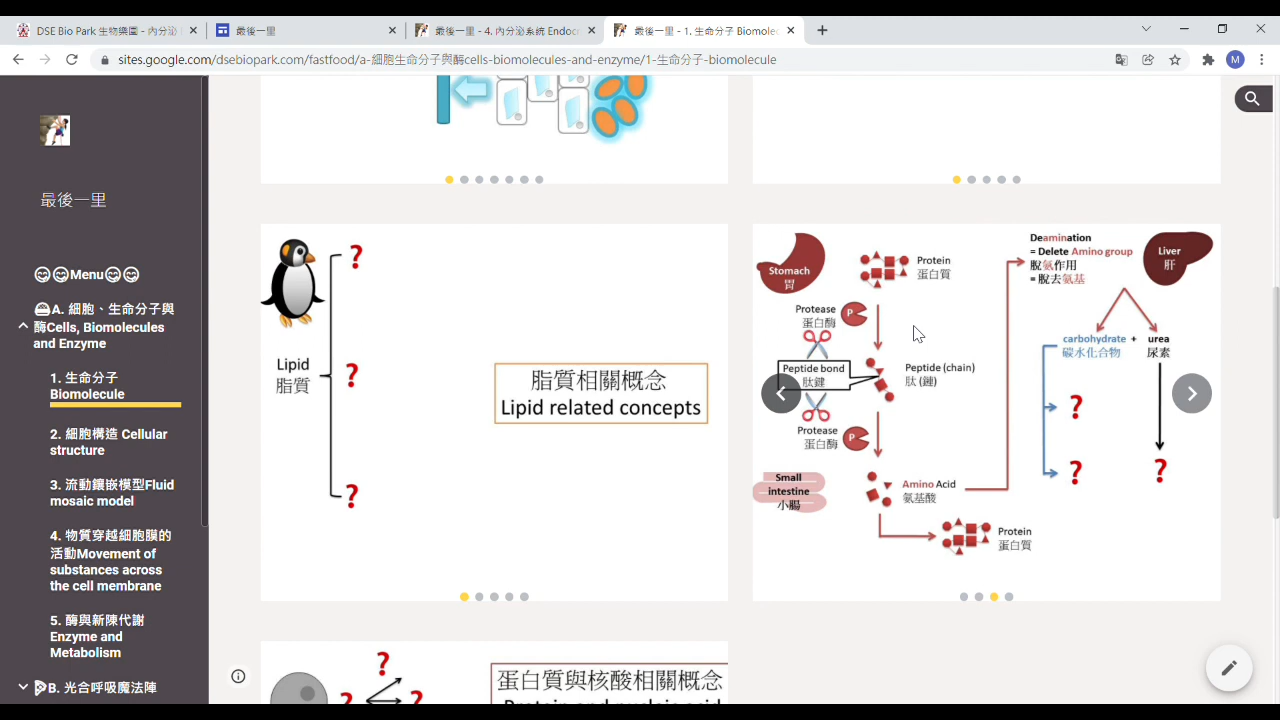 DSE Bio Park 生物樂園 - 內分泌
最後一里
最後一里 - 4. 內分泌系統 Endocr
最後一里 - 1. 生命分子 Biomolec
sites.google.com/dsebiopark.com/fastfood/a-細胞生命分子與酶cells-biomolecules-and-enzyme/1-生命分子-biomolecule
M
最後一里
Menu
A. 細胞、生命分子與
酶Cells, Biomolecules
and Enzyme
1. 生命分子
Biomolecule
2. 細胞構造 Cellular
structure
3. 流動鑲嵌模型Fluid
mosaic model
4. 物質穿越細胞膜的
活動Movement of
substances across
the cell membrane
5. 酶與新陳代謝
Enzyme and
Metabolism
B. 光合呼吸魔法陣
?
Lipid
脂質
?
?
脂質相關概念
Lipid related concepts
Stomach
胃
Protein
蛋白質
Protease
蛋白酶
P
Peptide bond
肽鍵
Peptide (chain)
肽 (鏈)
Protease
蛋白酶
P
Small
intestine
小腸
Amino Acid
氨基酸
Protein
蛋白質
Deamination
= Delete Amino group
脫氨作用
= 脫去氨基
Liver
肝
carbohydrate + urea
碳水化合物 尿素
?
?
?
?
?
?
蛋白質與核酸相關概念
Protein and nucleic acid